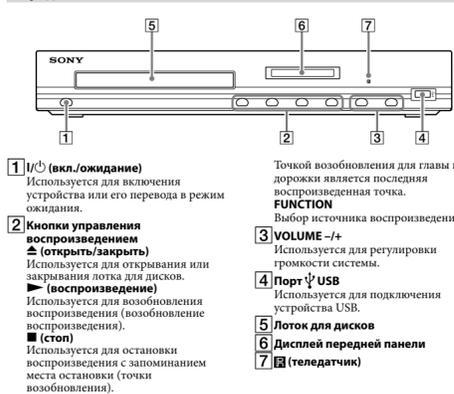 5
6
7
SONY
1
2
3
4
1 I/⏻ (вкл./ожидание)
Используется для включения
устройства или его перевода в режим
ожидания.
2 Кнопки управления
воспроизведением
⏏ (открыть/закрыть)
Используется для открывания или
закрывания лотка для дисков.
► (воспроизведение)
Используется для возобновления
воспроизведения (возобновление
воспроизведения).
■ (стоп)
Используется для остановки
воспроизведения с запоминанием
места остановки (точки
возобновления).
Точкой возобновления для главы
дорожки является последняя
воспроизведенная точка.
FUNCTION
Выбор источника
3 VOLUME –/+
Используется для регулировки
громкости системы.
4 Порт USB
Используется для подключения
устройства USB.
5 Лоток для дисков
6 Дисплей передней панели
7 (теледатчик)